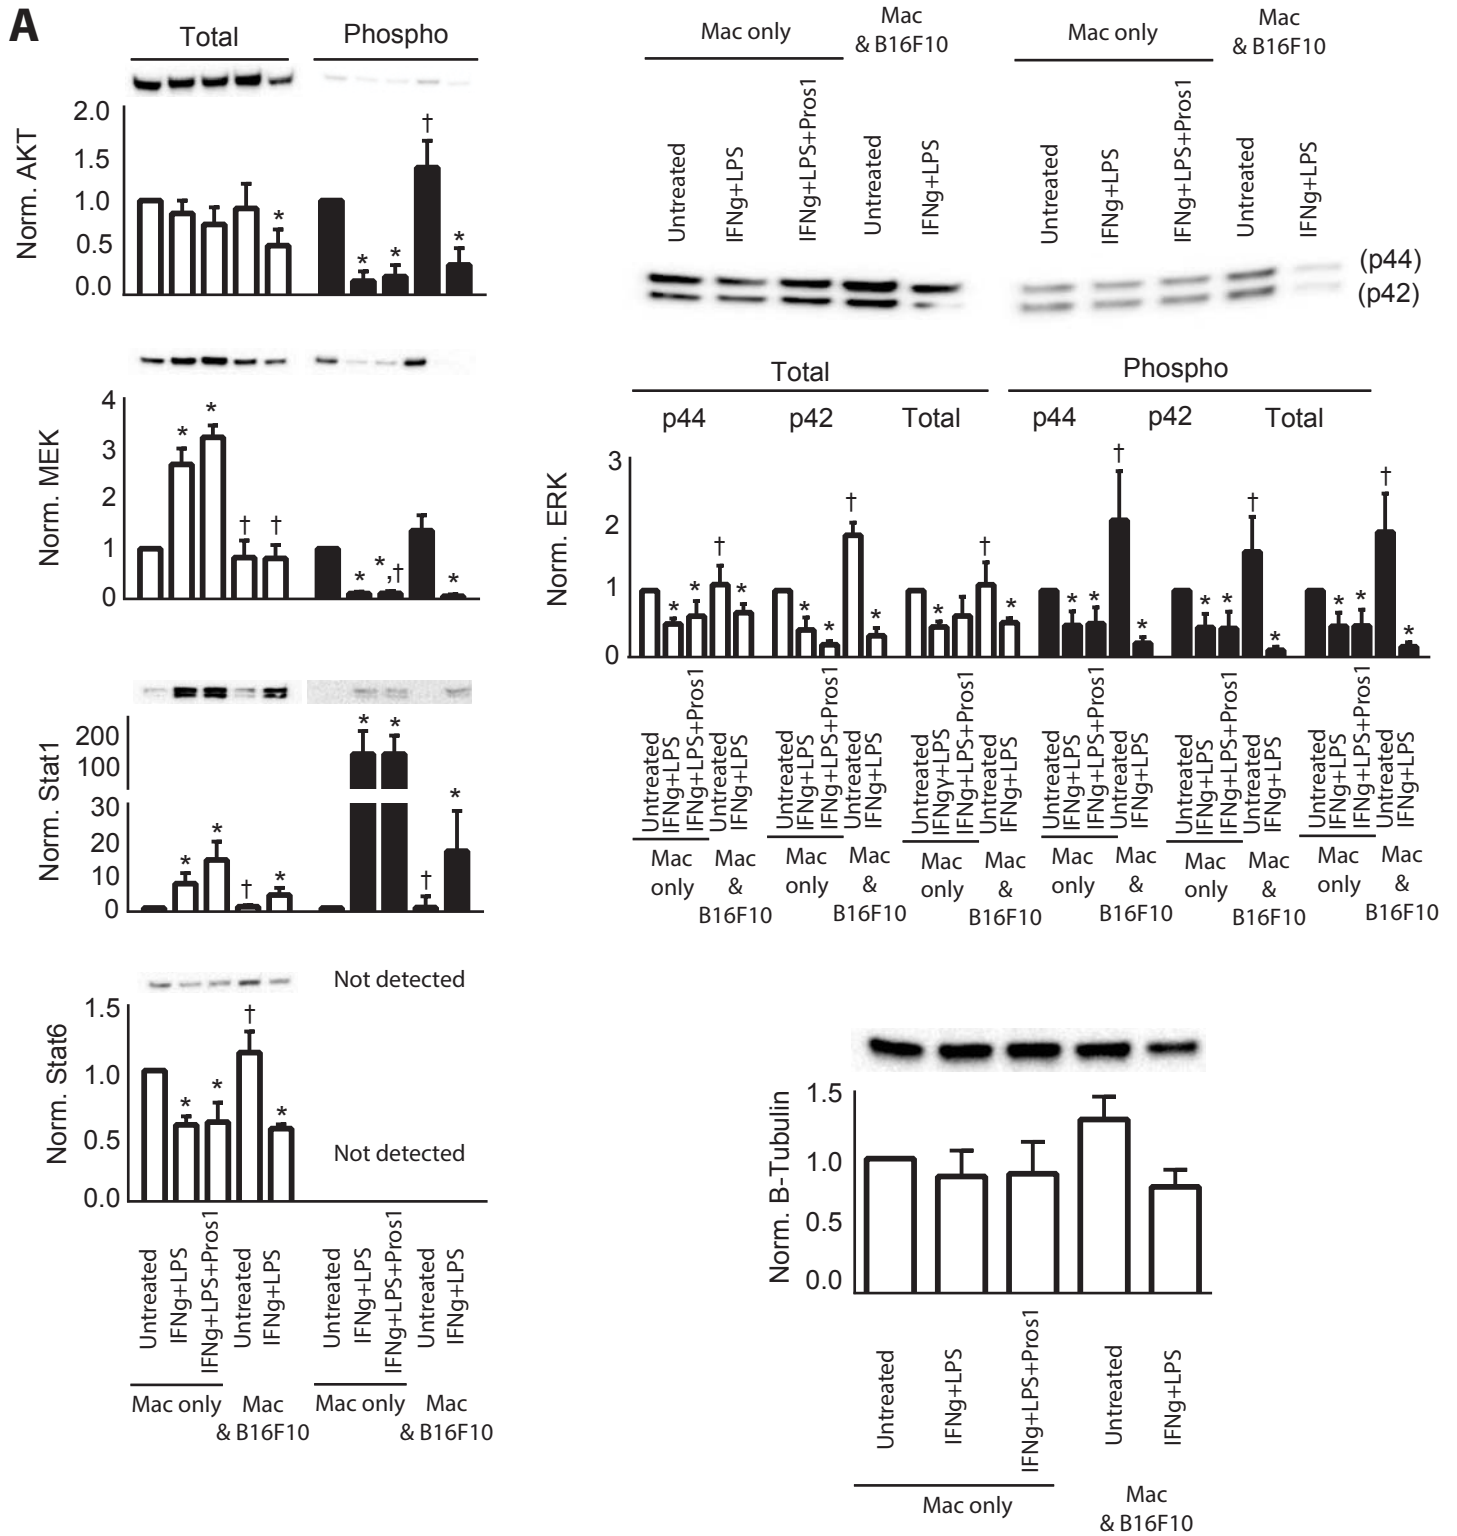 A
Total
Phospho
2.0
1.5
1.0
0.5
0.0
Norm. AKT
*
*
*
†
*
4
3
2
1
0
Norm. MEK
*
*
†
†
*
*,†
*
200
100
30
20
10
0
Norm. Stat1
*
*
†
*
*
*
†
*
Not detected
1.5
1.0
0.5
0.0
Norm. Stat6
*
*
†
*
Not detected
Untreated
IFNg+LPS
IFNg+LPS+Pros1
Untreated
IFNg+LPS
Untreated
IFNg+LPS
IFNg+LPS+Pros1
Untreated
IFNg+LPS
Mac only
Mac
& B16F10
Mac only
Mac
& B16F10
Mac only
Mac
& B16F10
Mac only
Mac
& B16F10
Untreated
IFNg+LPS
IFNg+LPS+Pros1
Untreated
IFNg+LPS
Untreated
IFNg+LPS
IFNg+LPS+Pros1
Untreated
IFNg+LPS
(p44)
(p42)
Total
Phospho
p44
p42
Total
p44
p42
Total
3
2
1
0
Norm. ERK
*
*
†
*
*
*
†
*
*
†
*
*
*
†
*
*
*
†
*
*
*
†
*
Untreated
IFNg+LPS
IFNg+LPS+Pros1
Untreated
IFNg+LPS
Untreated
IFNg+LPS
IFNg+LPS+Pros1
Untreated
IFNg+LPS
Untreated
IFNgγ+LPS
IFNg+LPS+Pros1
Untreated
IFNg+LPS
Untreated
IFNg+LPS
IFNg+LPS+Pros1
Untreated
IFNg+LPS
Untreated
IFNg+LPS
IFNg+LPS+Pros1
Untreated
IFNg+LPS
Untreated
IFNg+LPS
IFNg+LPS+Pros1
Untreated
IFNg+LPS
Mac
only
Mac
&
B16F10
Mac
only
Mac
&
B16F10
Mac
only
Mac
&
B16F10
Mac
only
Mac
&
B16F10
Mac
only
Mac
&
B16F10
Mac
only
Mac
&
B16F10
1.5
1.0
0.5
0.0
Norm. B-Tubulin
Untreated
IFNg+LPS
IFNg+LPS+Pros1
Untreated
IFNg+LPS
Mac only
Mac
& B16F10